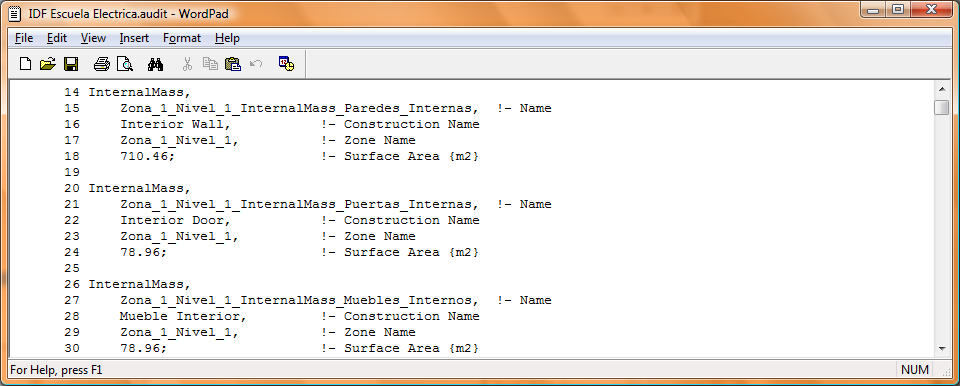 IDF Escuela Electrica.audit - WordPad
File Edit View Insert Format Help
14 InternalMass,
15     Zona_1_Nivel_1_InternalMass_Paredes_Internas,  !- Name
16     Interior Wall,           !- Construction Name
17     Zona_1_Nivel_1,          !- Zone Name
18     710.46;                  !- Surface Area {m2}
19
20 InternalMass,
21     Zona_1_Nivel_1_InternalMass_Puertas_Internas,  !- Name
22     Interior Door,           !- Construction Name
23     Zona_1_Nivel_1,          !- Zone Name
24     78.96;                   !- Surface Area {m2}
25
26 InternalMass,
27     Zona_1_Nivel_1_InternalMass_Muebles_Internos,  !- Name
28     Mueble Interior,         !- Construction Name
29     Zona_1_Nivel_1,          !- Zone Name
30     78.96;                   !- Surface Area {m2}
For Help, press F1 NUM